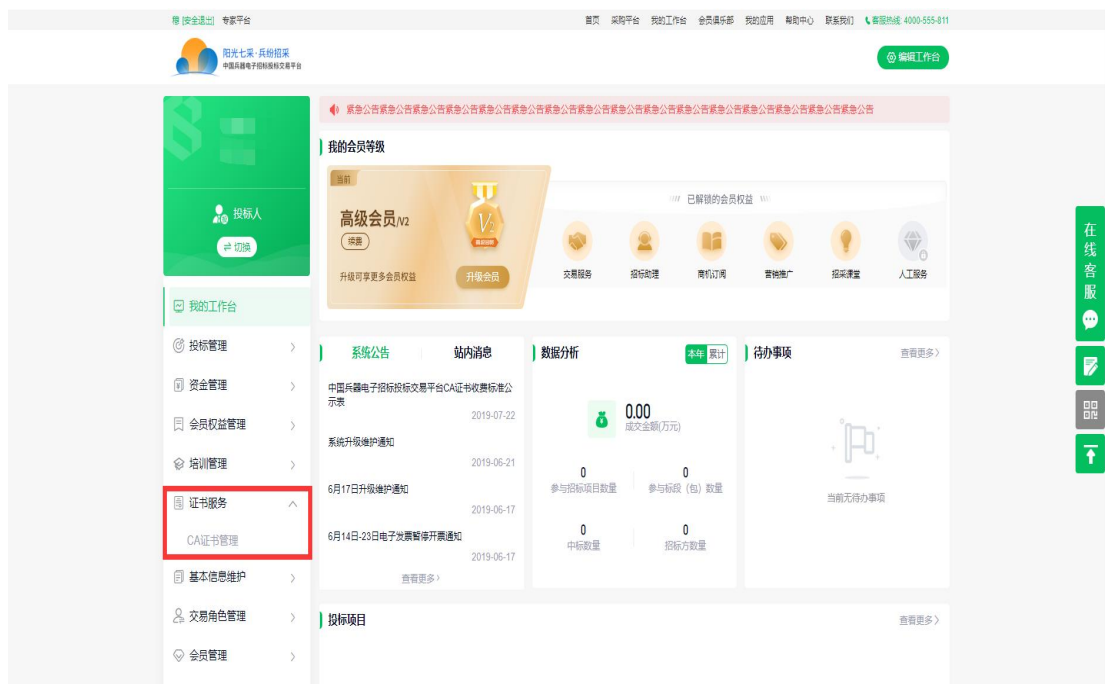 [安全退出] 专家平台
首页 采购平台 我的工作台 会员俱乐部 我的应用 帮助中心 联系我们 客服热线: 4000-555-811
阳光七采·兵纷招采
中国兵器电子招标投标交易平台
编辑工作台
紧急公告紧急公告紧急公告紧急公告紧急公告紧急公告紧急公告紧急公告紧急公告紧急公告紧急公告紧急公告紧急公告紧急公告紧急公告紧急公告
投标人
切换
我的会员等级
当前
高级会员/V2
续费
V2
升级可享更多会员权益
升级会员
已解锁的会员权益
交易服务 招标助理 商机订阅 营销推广 招采课堂 人工服务
在线客服
我的工作台
投标管理
资金管理
会员权益管理
培训管理
证书服务
CA证书管理
基本信息维护
交易角色管理
会员管理
系统公告 站内消息
中国兵器电子招标投标交易平台CA证书收费标准公
示表
2019-07-22
系统升级维护通知
2019-06-21
6月17日升级维护通知
2019-06-17
6月14日-23日电子发票暂停开票通知
2019-06-17
查看更多
数据分析
本年 累计
0.00
成交金额(万元)
0 0
参与招标项目数量 参与标段（包）数量
0 0
中标数量 招标方数量
待办事项
查看更多
当前无待办事项
投标项目
查看更多